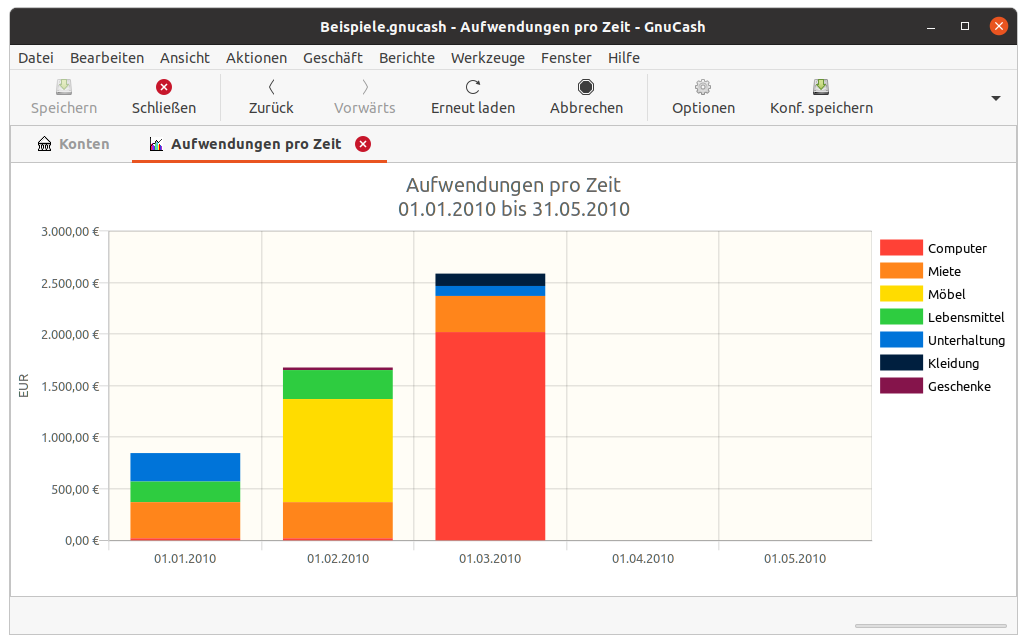 Beispiele.gnucash - Aufwendungen pro Zeit - GnuCash
Datei Bearbeiten Ansicht Aktionen Geschäft Berichte Werkzeuge Fenster Hilfe
Speichern Schließen Zurück Vorwärts Erneut laden Abbrechen Optionen Konf. speichern
Konten Aufwendungen pro Zeit
Aufwendungen pro Zeit
01.01.2010 bis 31.05.2010
3.000,00 €
2.500,00 €
2.000,00 €
1.500,00 €
1.000,00 €
500,00 €
0,00 €
EUR
01.01.2010 01.02.2010 01.03.2010 01.04.2010 01.05.2010
Computer
Miete
Möbel
Lebensmittel
Unterhaltung
Kleidung
Geschenke